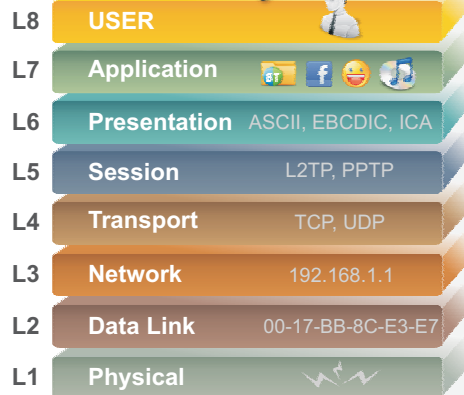 L8 USER
L7 Application BT f
L6 Presentation ASCII, EBCDIC, ICA
L5 Session L2TP, PPTP
L4 Transport TCP, UDP
L3 Network 192.168.1.1
L2 Data Link 00-17-BB-8C-E3-E7
L1 Physical